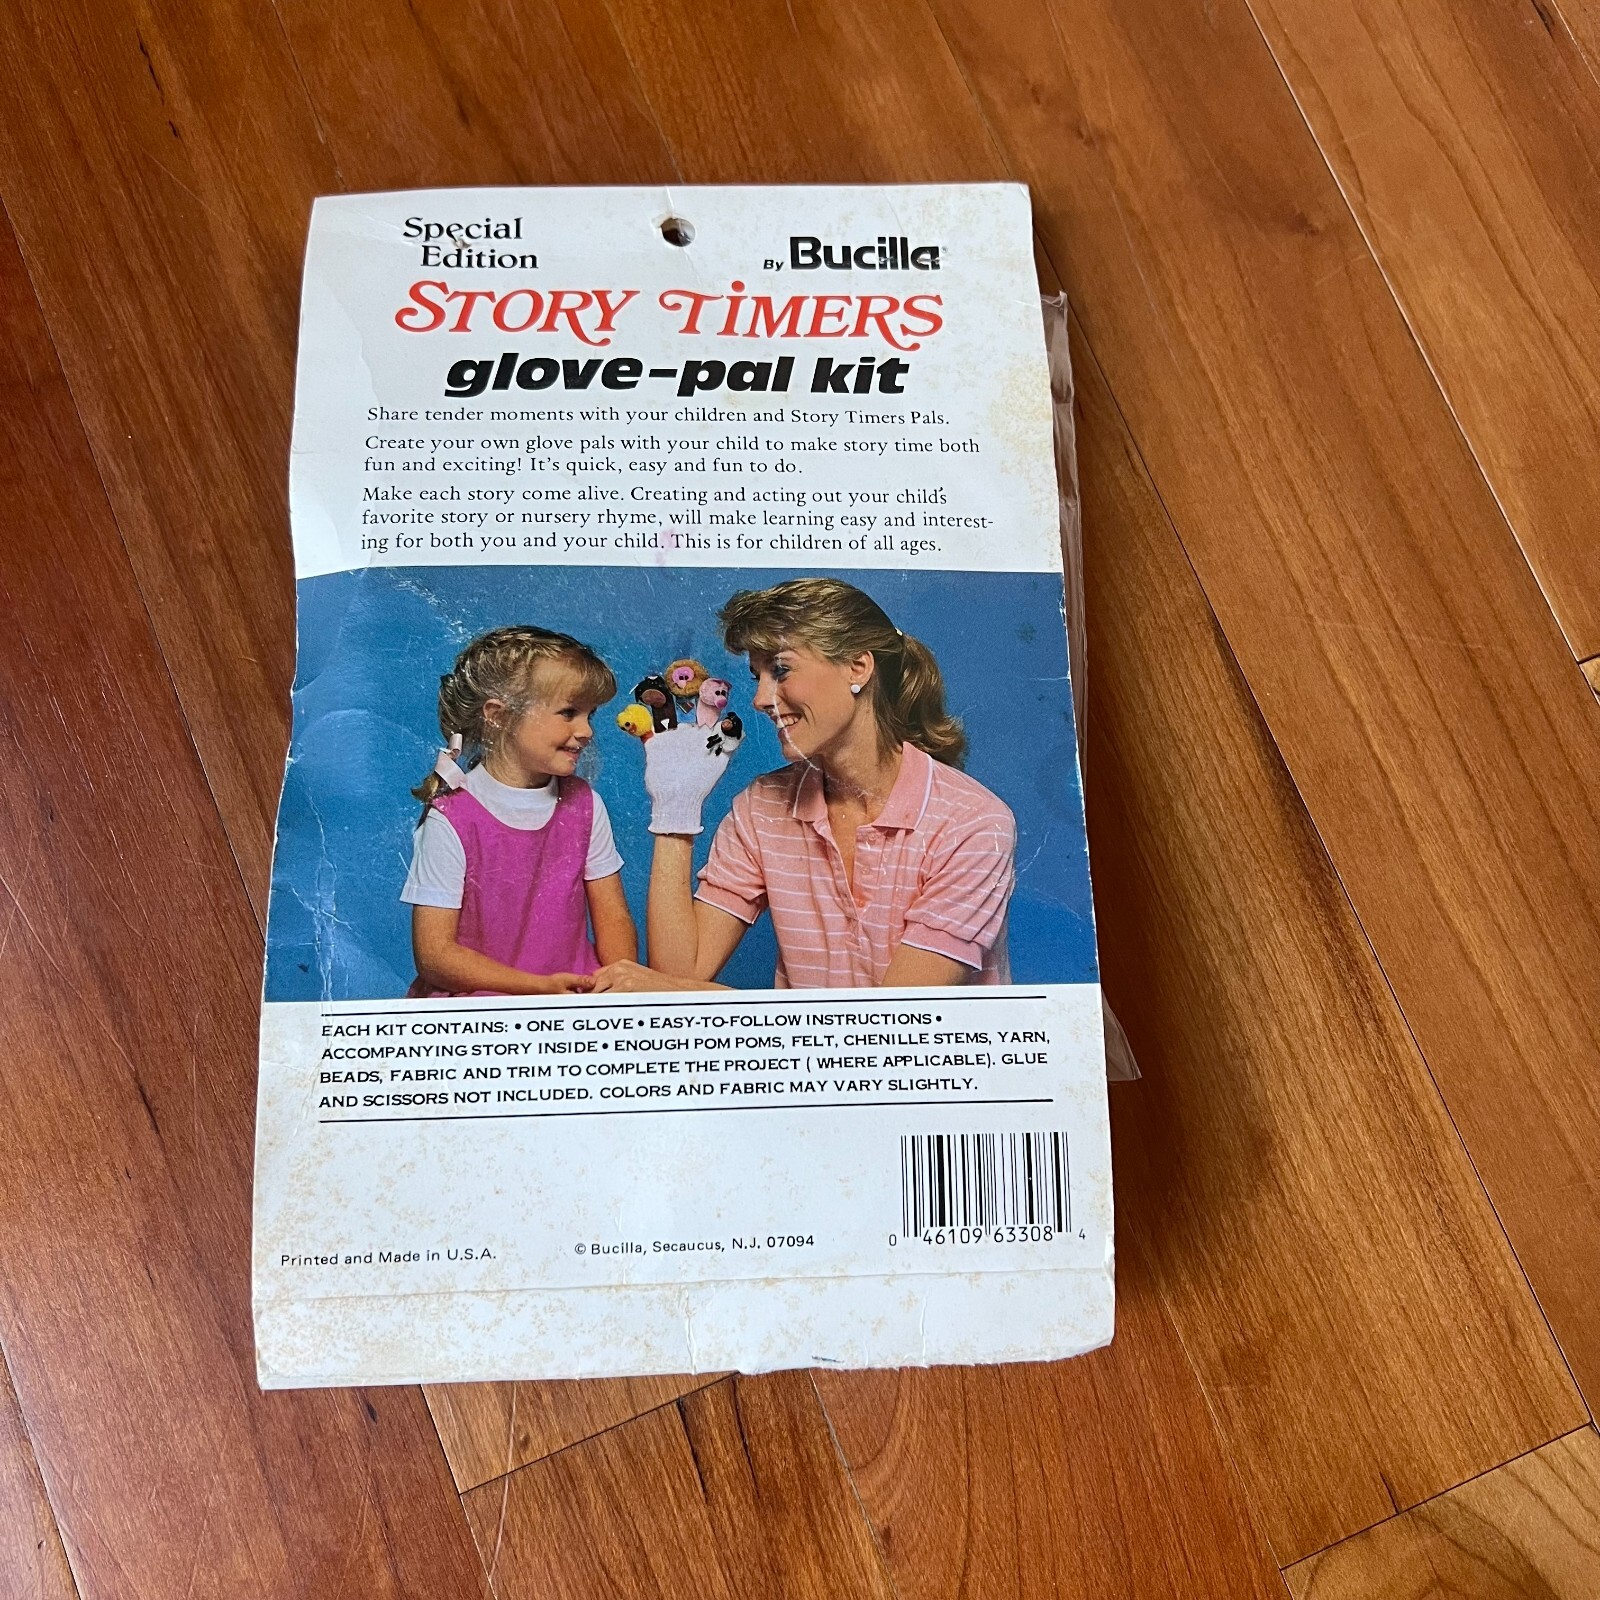 Special
Edition
By Bucilla®
STORY TIMERS
glove-pal kit
Share tender moments with your children and Story Timers Pals.
Create your own glove pals with your child to make story time both
fun and exciting! It's quick, easy and fun to do.
Make each story come alive. Creating and acting out your child's
favorite story or nursery rhyme, will make learning easy and interest-
ing for both you and your child. This is for children of all ages.
EACH KIT CONTAINS: • ONE GLOVE • EASY-TO-FOLLOW INSTRUCTIONS •
ACCOMPANYING STORY INSIDE • ENOUGH POM POMS, FELT, CHENILLE STEMS, YARN,
BEADS, FABRIC AND TRIM TO COMPLETE THE PROJECT ( WHERE APPLICABLE). GLUE
AND SCISSORS NOT INCLUDED. COLORS AND FABRIC MAY VARY SLIGHTLY.
0 46109 63308 4
Printed and Made in U.S.A.
© Bucilla, Secaucus, N.J. 07094